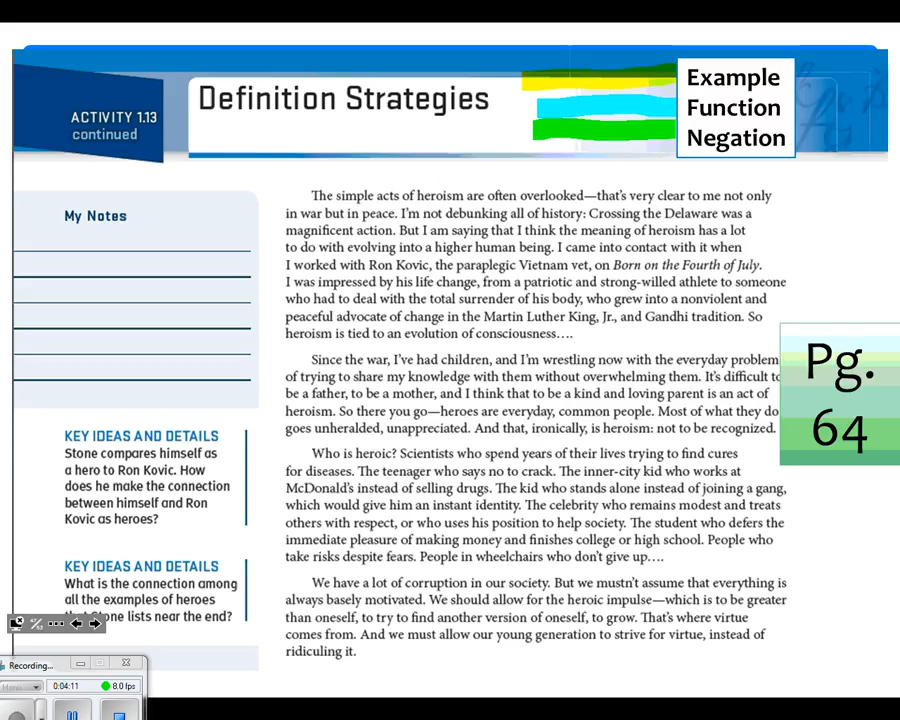 Definition Strategies
Example
Function
Negation
ACTIVITY 1.13
continued
My Notes
The simple acts of heroism are often overlooked—that's very clear to me not only
in war but in peace. I'm not debunking all of history: Crossing the Delaware was a
magnificent action. But I am saying that I think the meaning of heroism has a lot
to do with evolving into a higher human being. I came into contact with it when
I worked with Ron Kovic, the paraplegic Vietnam vet, on Born on the Fourth of July.
I was impressed by his life change, from a patriotic and strong-willed athlete to someone
who had to deal with the total surrender of his body, who grew into a nonviolent and
peaceful advocate of change in the Martin Luther King, Jr., and Gandhi tradition. So
heroism is tied to an evolution of consciousness....
Since the war, I've had children, and I'm wrestling now with the everyday problem
of trying to share my knowledge with them without overwhelming them. It's difficult to
be a father, to be a mother, and I think that to be a kind and loving parent is an act of
heroism. So there you go—heroes are everyday, common people. Most of what they do
goes unheralded, unappreciated. And that, ironically, is heroism: not to be recognized.
Who is heroic? Scientists who spend years of their lives trying to find cures
for diseases. The teenager who says no to crack. The inner-city kid who works at
McDonald's instead of selling drugs. The kid who stands alone instead of joining a gang,
which would give him an instant identity. The celebrity who remains modest and treats
others with respect, or who uses his position to help society. The student who defers the
immediate pleasure of making money and finishes college or high school. People who
take risks despite fears. People in wheelchairs who don't give up....
We have a lot of corruption in our society. But we mustn't assume that everything is
always basely motivated. We should allow for the heroic impulse—which is to be greater
than oneself, to try to find another version of oneself, to grow. That's where virtue
comes from. And we must allow our young generation to strive for virtue, instead of
ridiculing it.
Pg.
64
KEY IDEAS AND DETAILS
Stone compares himself as
a hero to Ron Kovic. How
does he make the connection
between himself and Ron
Kovic as heroes?
KEY IDEAS AND DETAILS
What is the connection among
all the examples of heroes
that Stone lists near the end?
Recording...
0:04:11
8.0 fps